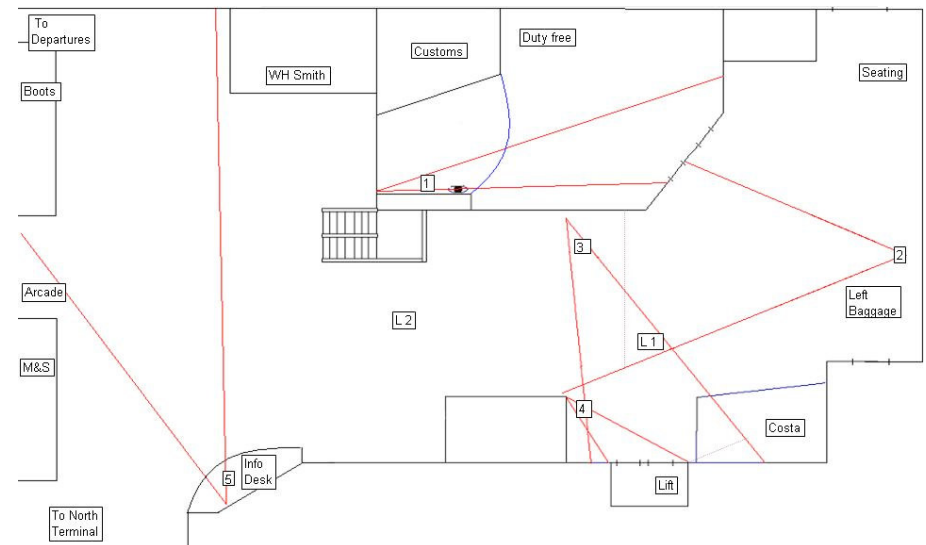 To
Departures
Customs
Duty free
WH Smith
Seating
Boots
1
3
2
Arcade
Left
Baggage
L 2
L 1
M&S
4
Costa
Info
Desk
5
Lift
To North
Terminal